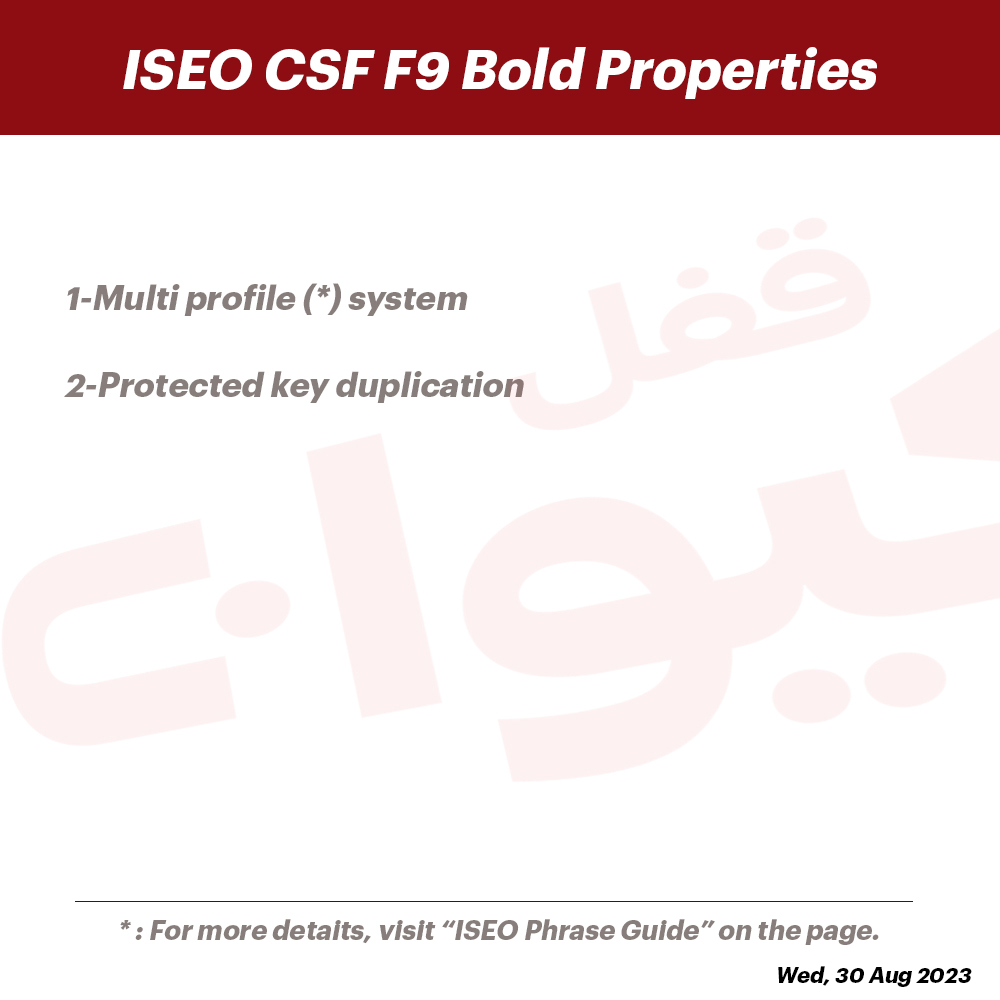 ISEO CSF F9 Bold Properties
قفل
کیوان
1-Multi profile (*) system
2-Protected key duplication
* : For more detaits, visit “ISEO Phrase Guide” on the page.
Wed, 30 Aug 2023